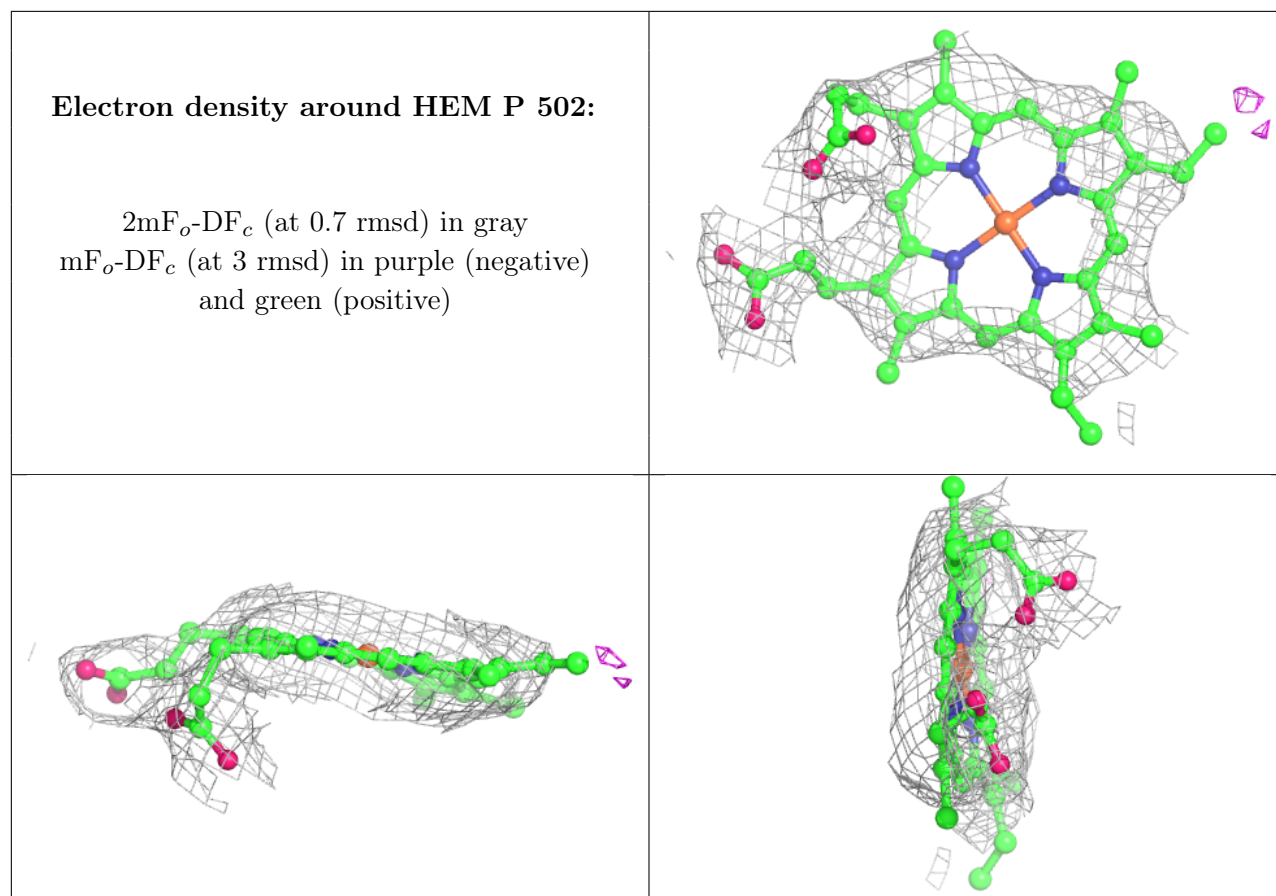 Electron density around HEM P 502:
2mFo-DFc (at 0.7 rmsd) in gray
mFo-DFc (at 3 rmsd) in purple (negative)
and green (positive)